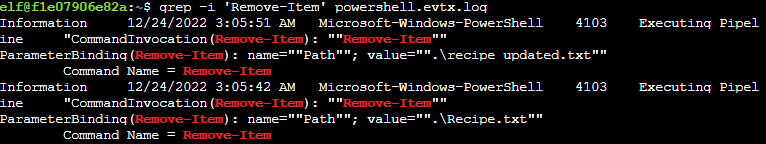 elf@f1e07906e82a:~$ grep -i 'Remove-Item' powershell.evtx.log
Information     12/24/2022 3:05:51 AM   Microsoft-Windows-PowerShell    4103    Executing Pipel
ine     "CommandInvocation(Remove-Item): ""Remove-Item""
ParameterBinding(Remove-Item): name=""Path""; value="".\recipe updated.txt""
        Command Name = Remove-Item
Information     12/24/2022 3:05:42 AM   Microsoft-Windows-PowerShell    4103    Executing Pipel
ine     "CommandInvocation(Remove-Item): ""Remove-Item""
ParameterBinding(Remove-Item): name=""Path""; value="".\Recipe.txt""
        Command Name = Remove-Item